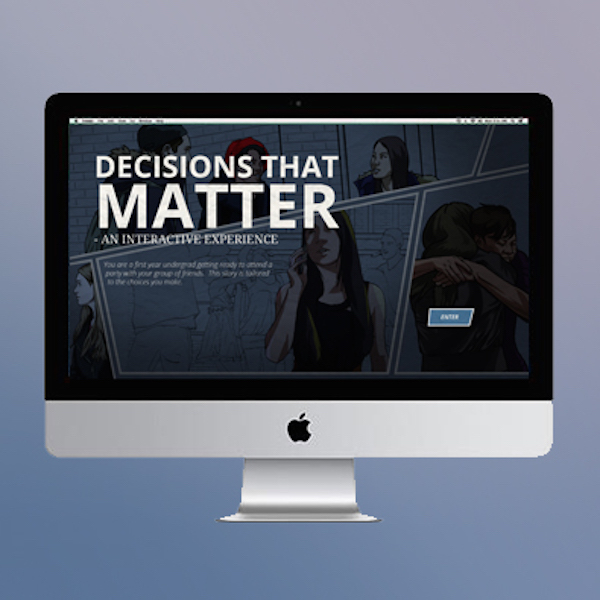 DECISIONS THAT
MATTER
- AN INTERACTIVE EXPERIENCE
You are a first year undergrad getting ready to attend a
party with your group of friends. This story is tailored
to the choices you make.
ENTER